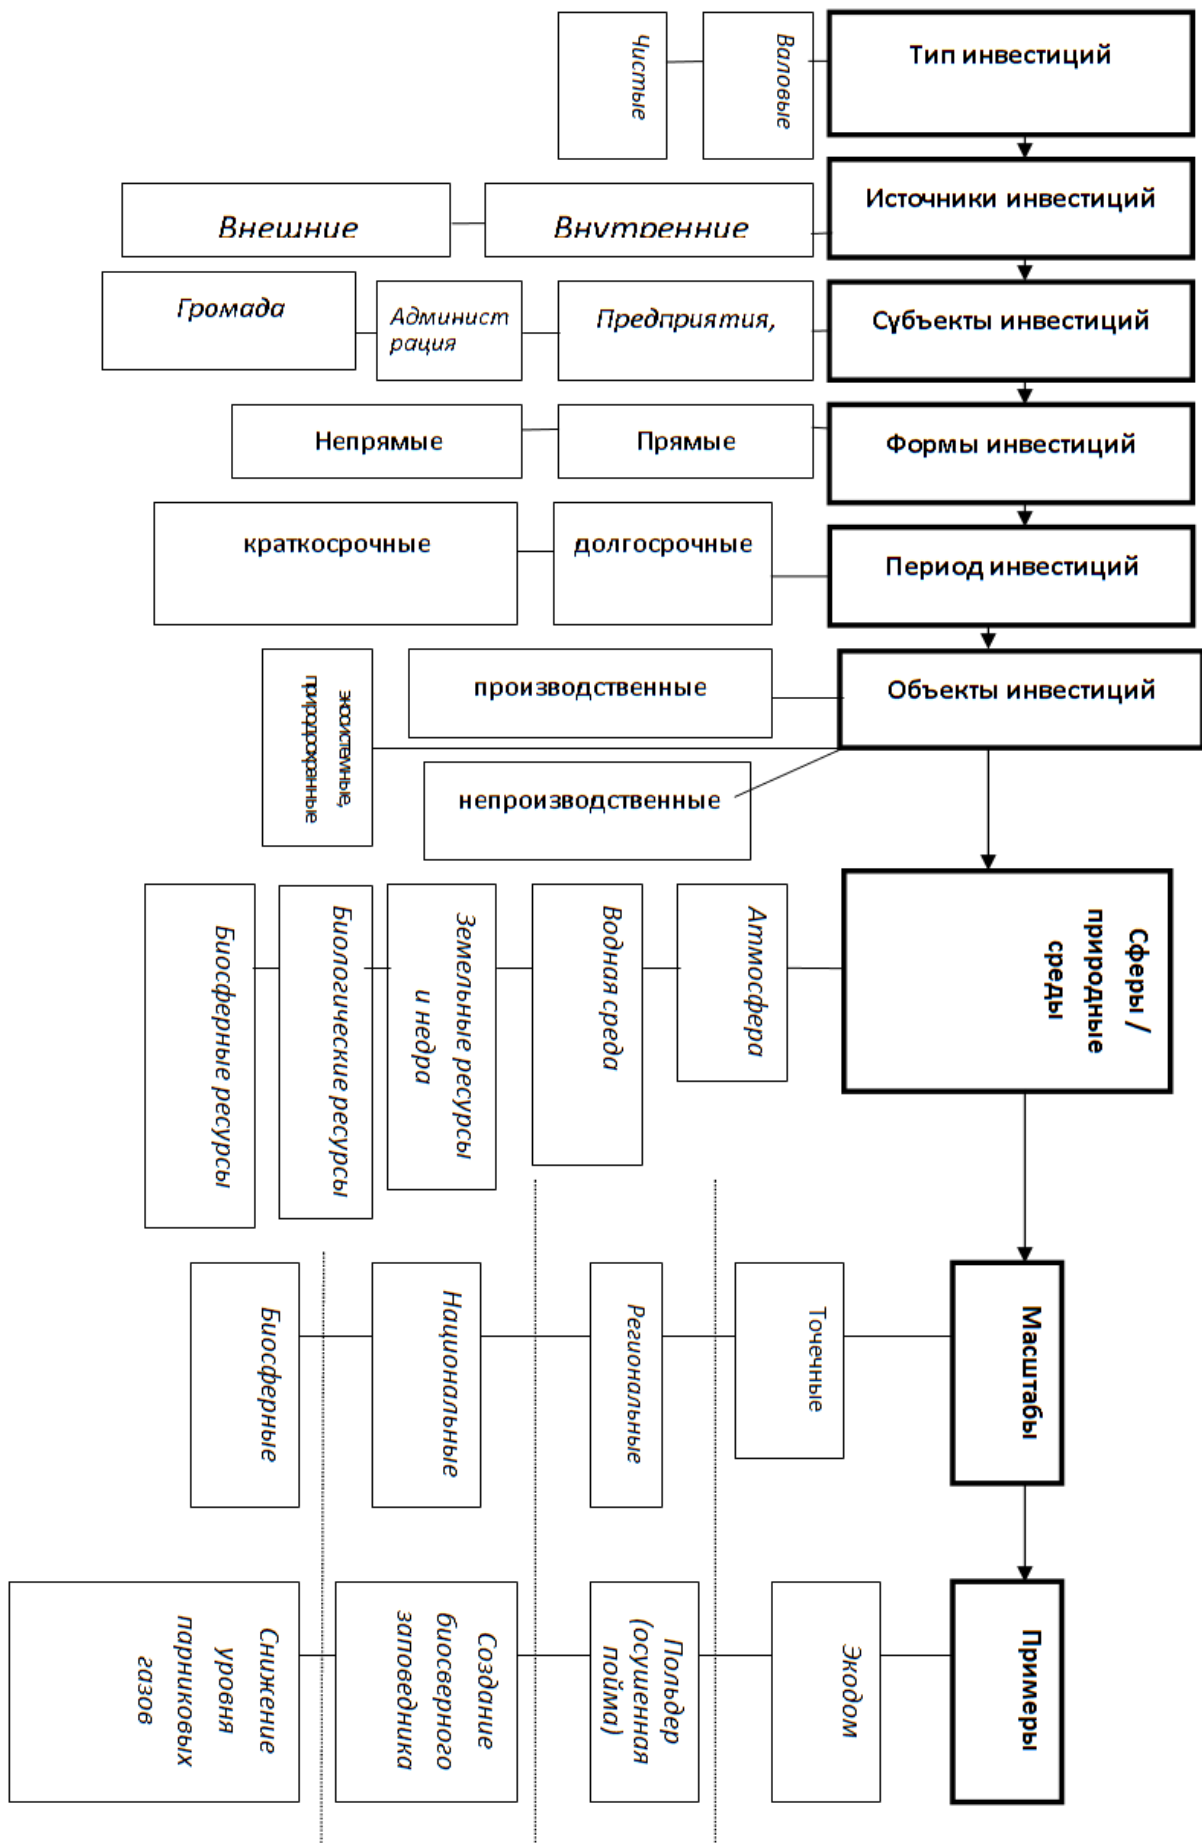 Тип инвестиций
Валовые
Чистые
Источники инвестиций
Внутренние
Внешние
Субъекты инвестиций
Предприятия,
Админист
рация
Громада
Формы инвестиций
Прямые
Непрямые
Период инвестиций
долгосрочные
краткосрочные
Объекты инвестиций
производственные
непроизводственные
экосистемные,
природоохранные
Сферы /
природные
среды
Атмосфера
Водная среда
Земельные ресурсы
и недра
Биологические ресурсы
Биосферные ресурсы
Масштабы
Точечные
Региональные
Национальные
Биосферные
Примеры
Экодом
Польдер
(осушенная
пойма)
Создание
биосверного
заповедника
Снижение
уровня
парниковых
газов